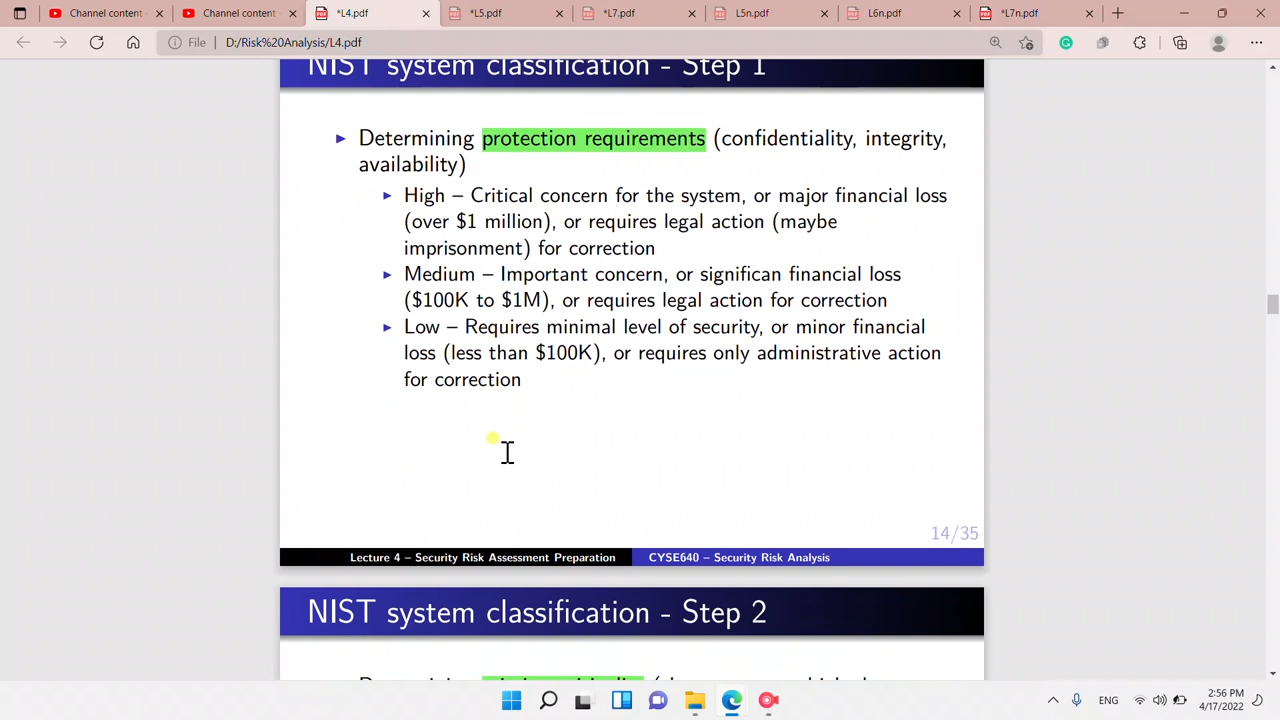 Channel content
Channel content
*L4.pdf
*L5.pdf
*L7.pdf
L5n.pdf
L6n.pdf
*L7n.pdf
File
D:/Risk%20Analysis/L4.pdf
NIST system classification - Step 1
Determining protection requirements (confidentiality, integrity,
availability)
High – Critical concern for the system, or major financial loss
(over $1 million), or requires legal action (maybe
imprisonment) for correction
Medium – Important concern, or significan financial loss
($100K to $1M), or requires legal action for correction
Low – Requires minimal level of security, or minor financial
loss (less than $100K), or requires only administrative action
for correction
14/35
Lecture 4 – Security Risk Assessment Preparation
CYSE640 – Security Risk Analysis
NIST system classification - Step 2
ENG
2:56 PM
4/17/2022